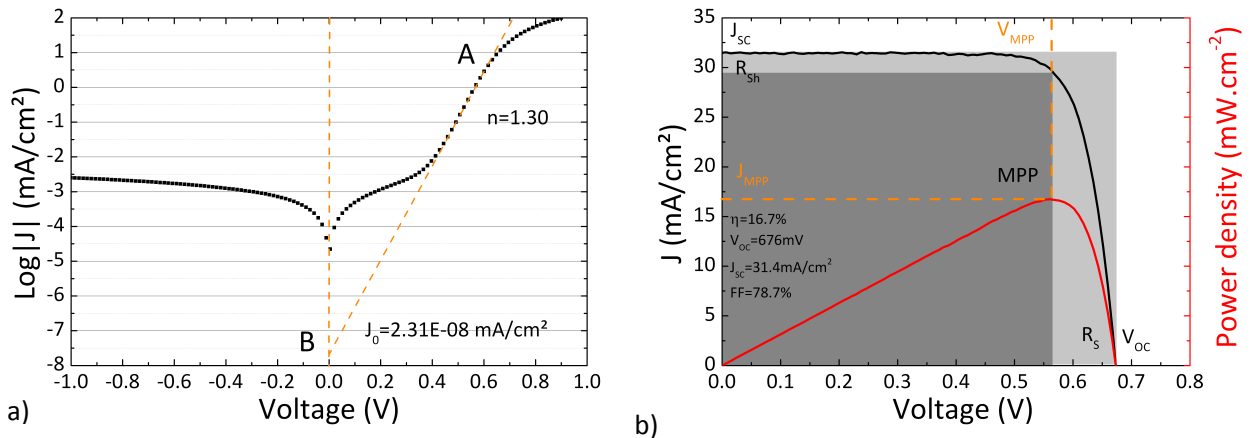 2
1
0
-1
-2
-3
-4
-5
-6
-7
-8
Log|J| (mA/cm²)
A
n=1.30
B
J0=2.31E-08 mA/cm²
-1.0 -0.8 -0.6 -0.4 -0.2 0.0 0.2 0.4 0.6 0.8 1.0
Voltage (V)
a)
35
30
25
20
15
10
5
0
J (mA/cm²)
JSC
RSh
VMPP
JMPP
MPP
η=16.7%
VOC=676mV
JSC=31.4mA/cm²
FF=78.7%
RS
VOC
0.0 0.1 0.2 0.3 0.4 0.5 0.6 0.7 0.8
Voltage (V)
Power density (mW.cm-2)
b)